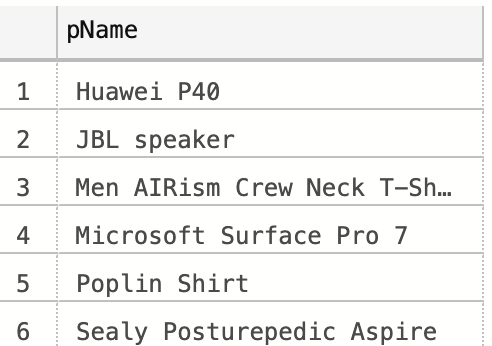 pName
1 Huawei P40
2 JBL speaker
3 Men AIRism Crew Neck T-Sh…
4 Microsoft Surface Pro 7
5 Poplin Shirt
6 Sealy Posturepedic Aspire